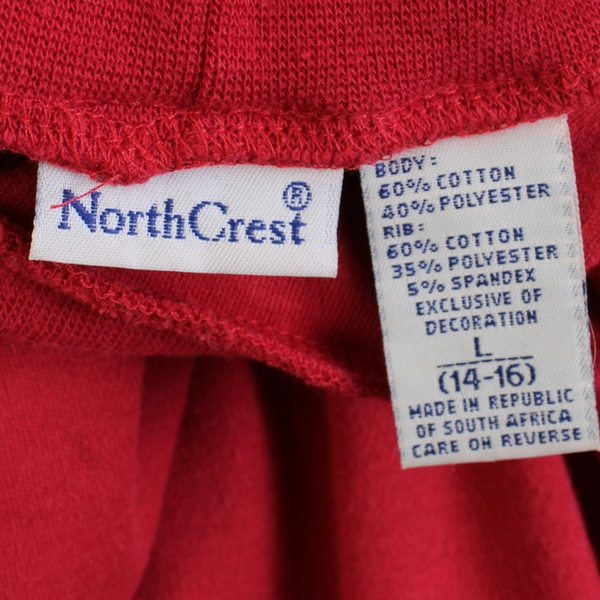 NorthCrest®
BODY:
60% COTTON
40% POLYESTER
RIB:
60% COTTON
35% POLYESTER
5% SPANDEX
EXCLUSIVE OF
DECORATION
L
(14-16)
MADE IN REPUBLIC
OF SOUTH AFRICA
CARE ON REVERSE